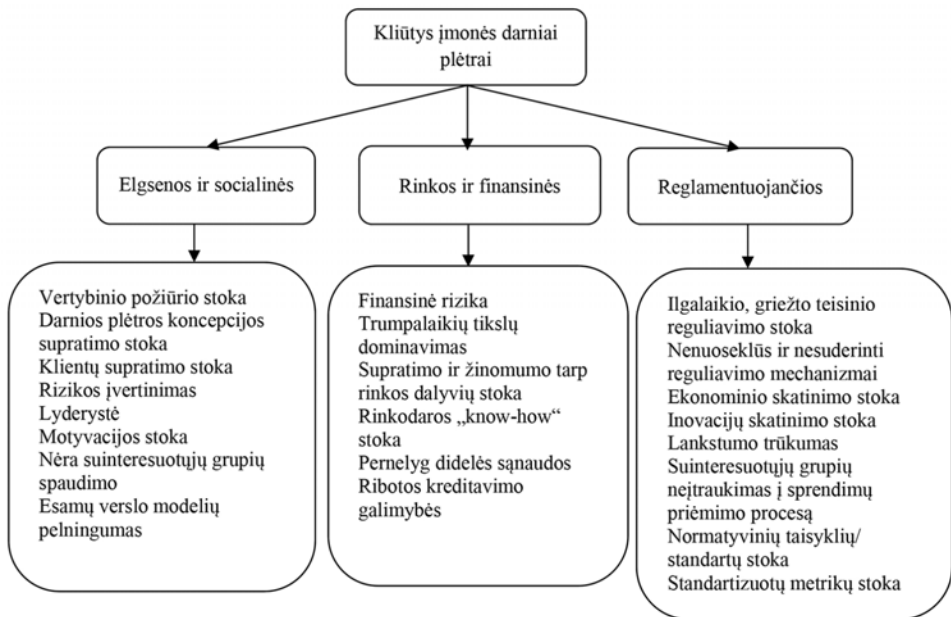 Kliūtys įmonės darniai
plėtrai
Elgsenos ir socialinės
Rinkos ir finansinės
Reglamentuojančios
Vertybinio požiūrio stoka
Darnios plėtros koncepcijos
supratimo stoka
Klientų supratimo stoka
Rizikos įvertinimas
Lyderystė
Motyvacijos stoka
Nėra suinteresuotųjų grupių
spaudimo
Esamų verslo modelių
pelningumas
Finansinė rizika
Trumpalaikių tikslų
dominavimas
Supratimo ir žinomumo tarp
rinkos dalyvių stoka
Rinkodaros „know-how“
stoka
Pernelyg didelės sąnaudos
Ribotos kreditavimo
galimybės
Ilgalaikio, griežto teisinio
reguliavimo stoka
Nenuoseklūs ir nesuderinti
reguliavimo mechanizmai
Ekonominio skatinimo stoka
Inovacijų skatinimo stoka
Lankstumo trūkumas
Suinteresuotųjų grupių
neįtraukimas į sprendimų
priėmimo procesą
Normatyvinių taisyklių/
standartų stoka
Standartizuotų metrikų stoka